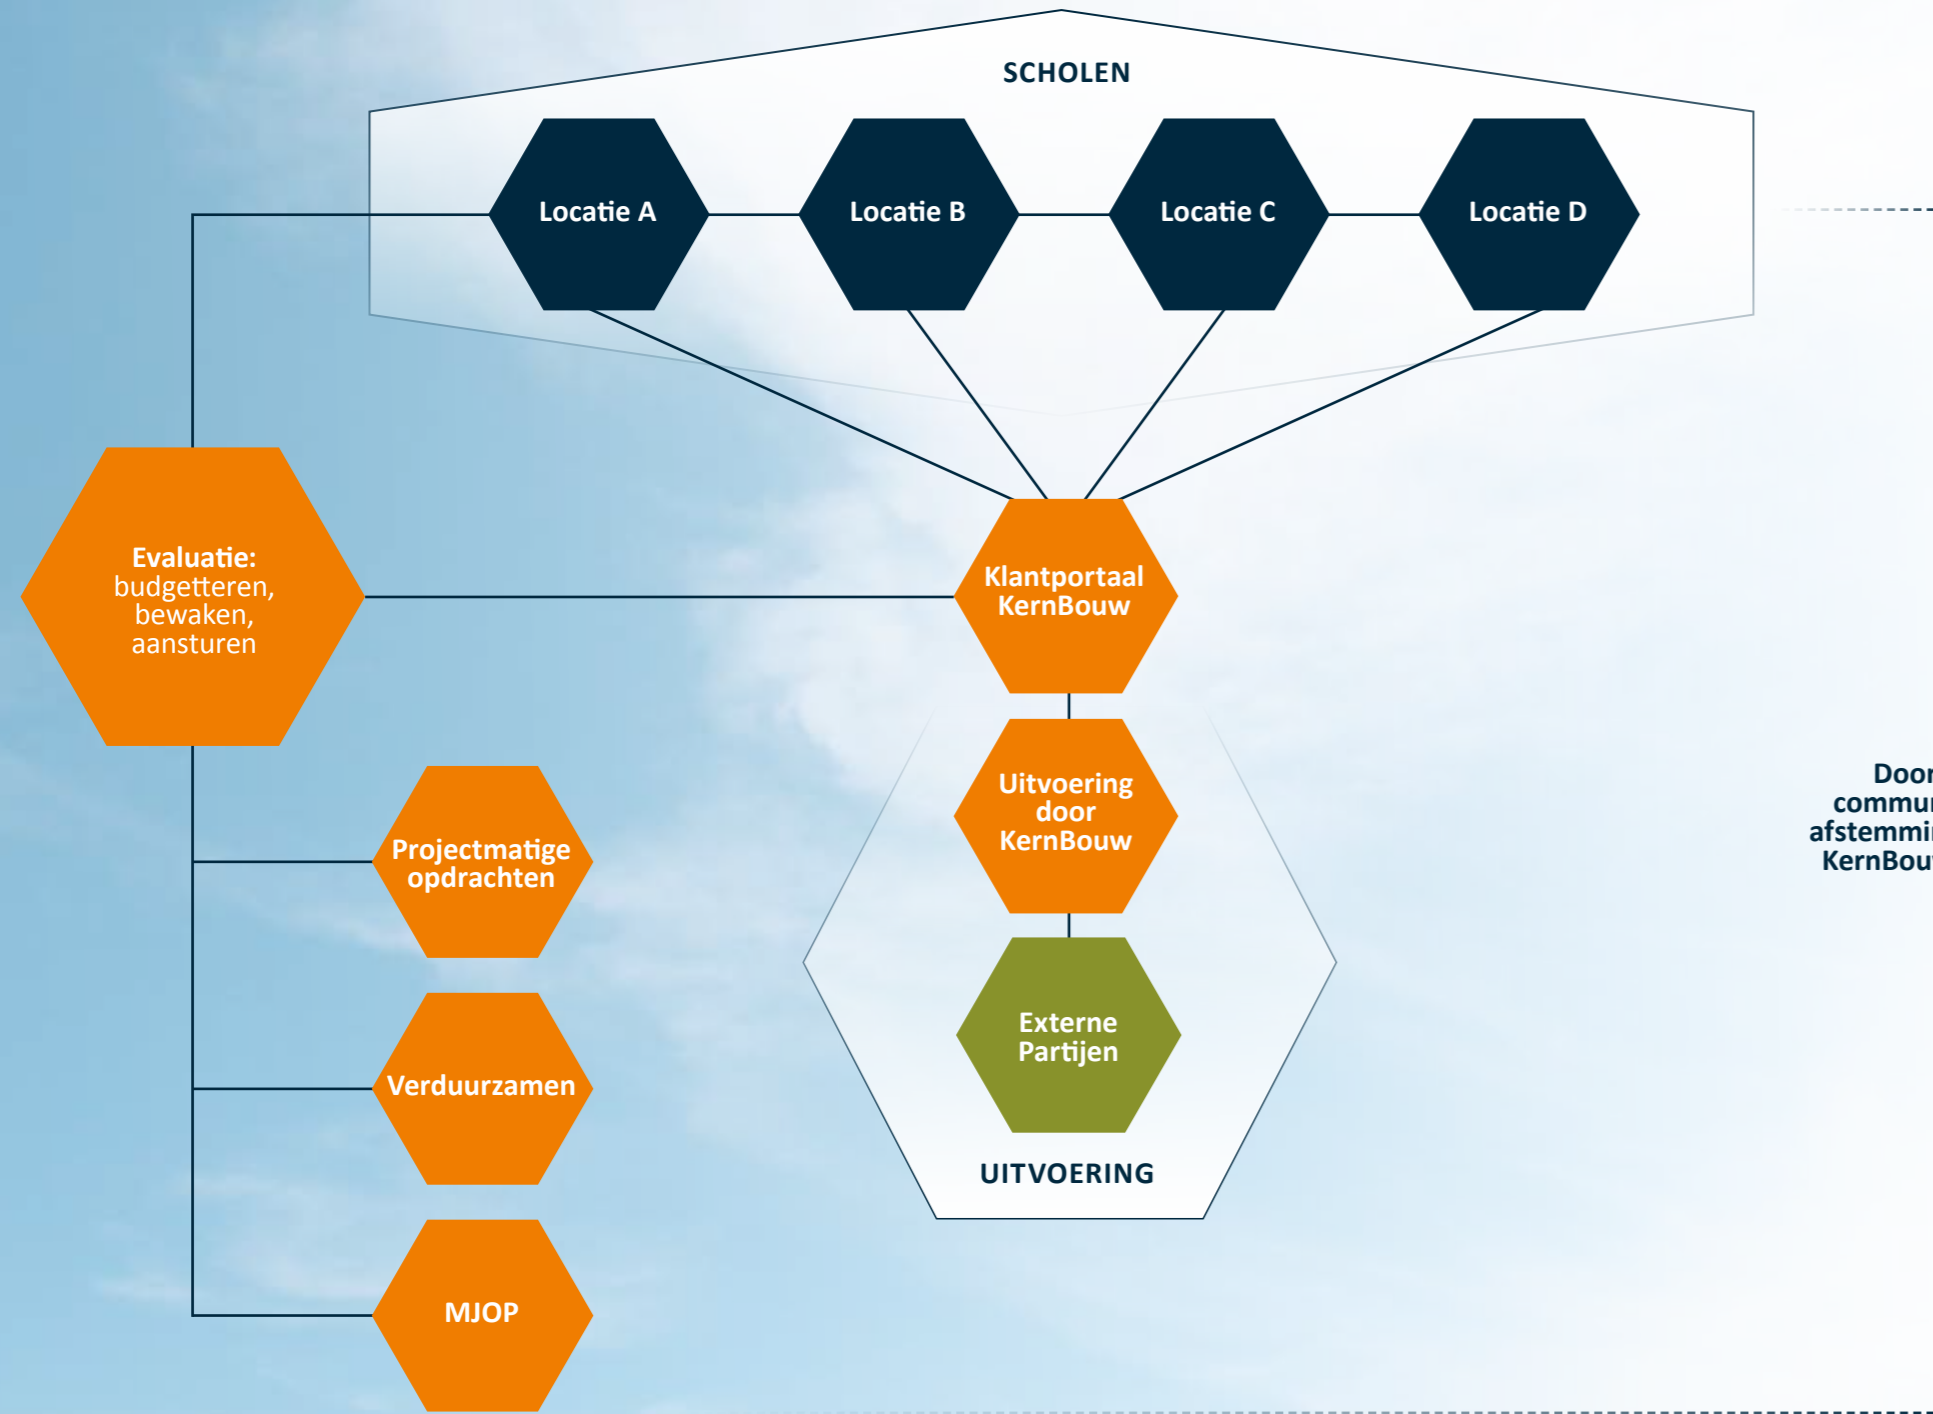 SCHOLEN
Locatie A
Locatie B
Locatie C
Locatie D
Evaluatie:
budgetteren,
bewaken,
aansturen
Klantportaal
KernBouw
Uitvoering
door
KernBouw
Projectmatige
opdrachten
Externe
Partijen
Verduurzamen
UITVOERING
MJOP
Door